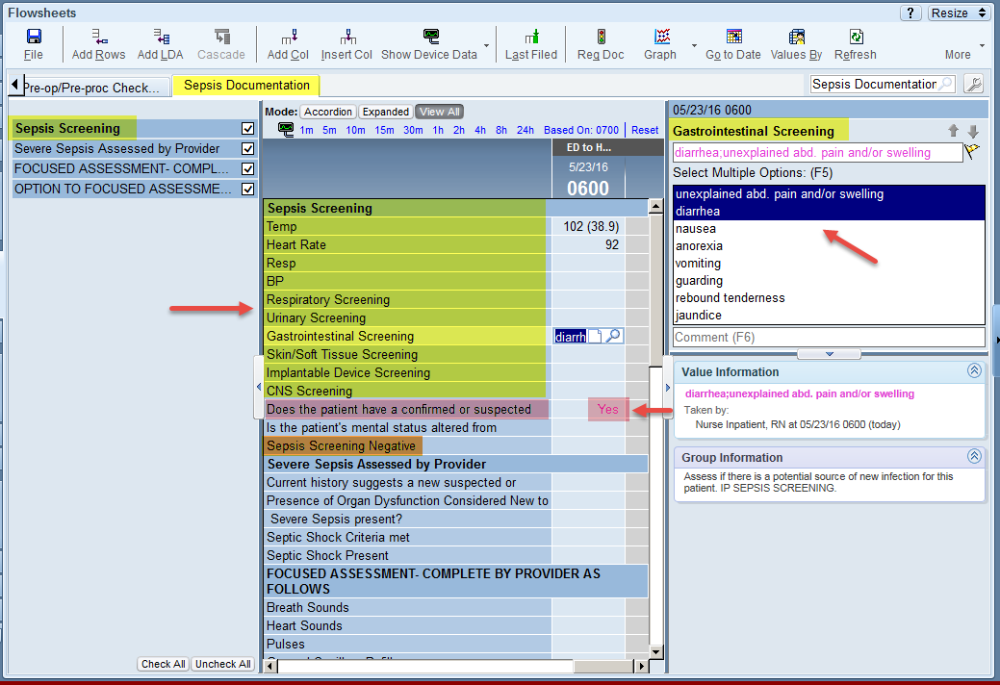 Flowsheets
? Resize
File Add Rows Add LDA Cascade Add Col Insert Col Show Device Data Last Filed Req Doc Graph Go to Date Values By Refresh More
Pre-op/Pre-proc Check... Sepsis Documentation Sepsis Documentation
Sepsis Screening
Severe Sepsis Assessed by Provider
FOCUSED ASSESSMENT- COMPL...
OPTION TO FOCUSED ASSESSME...
Check All Uncheck All
Mode: Accordion Expanded View All
1m 5m 10m 15m 30m 1h 2h 4h 8h 24h Based On: 0700 Reset
ED to H...
5/23/16
0600
Sepsis Screening
Temp 102 (38.9)
Heart Rate 92
Resp
BP
Respiratory Screening
Urinary Screening
Gastrointestinal Screening diarrh
Skin/Soft Tissue Screening
Implantable Device Screening
CNS Screening
Does the patient have a confirmed or suspected Yes
Is the patient's mental status altered from
Sepsis Screening Negative
Severe Sepsis Assessed by Provider
Current history suggests a new suspected or
Presence of Organ Dysfunction Considered New to
Severe Sepsis present?
Septic Shock Criteria met
Septic Shock Present
FOCUSED ASSESSMENT- COMPLETE BY PROVIDER AS
FOLLOWS
Breath Sounds
Heart Sounds
Pulses
05/23/16 0600
Gastrointestinal Screening
diarrhea;unexplained abd. pain and/or swelling
Select Multiple Options: (F5)
unexplained abd. pain and/or swelling
diarrhea
nausea
anorexia
vomiting
guarding
rebound tenderness
jaundice
Comment (F6)
Value Information
diarrhea;unexplained abd. pain and/or swelling
Taken by:
Nurse Inpatient, RN at 05/23/16 0600 (today)
Group Information
Assess if there is a potential source of new infection for this
patient. IP SEPSIS SCREENING.